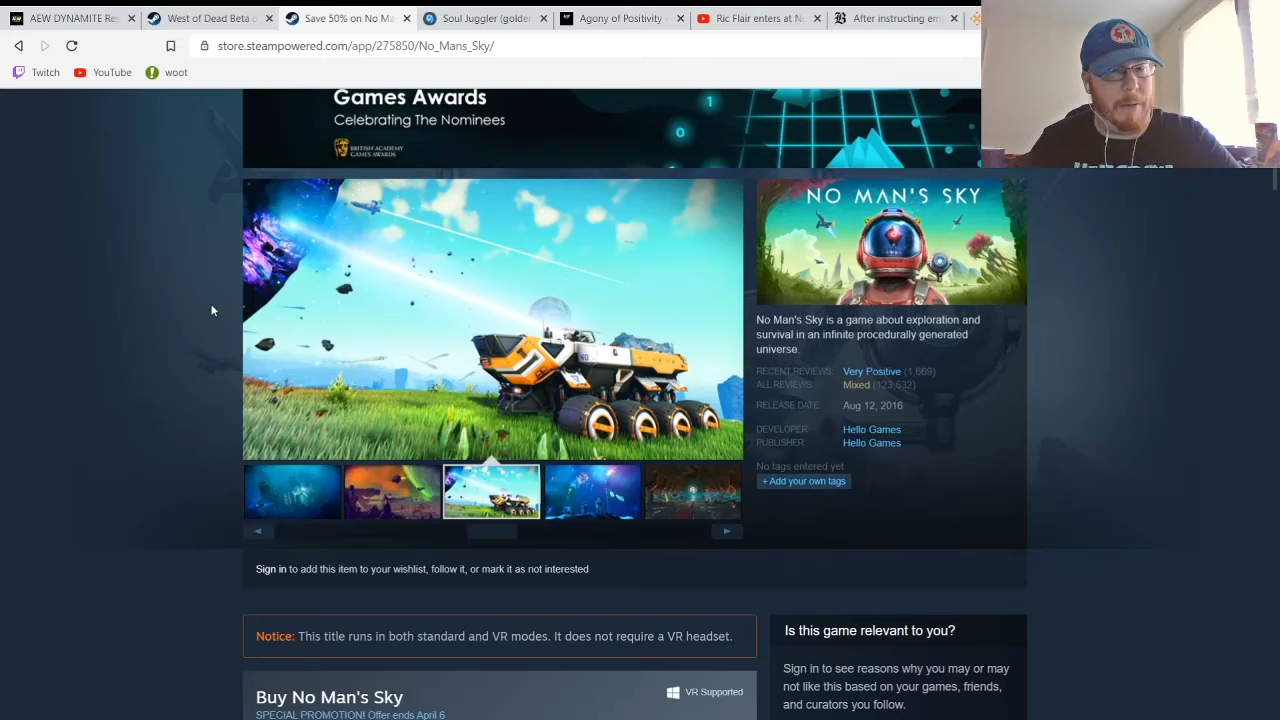 AEW DYNAMITE Res
West of Dead Beta o
Save 50% on No Ma
Soul Juggler (golden
Agony of Positivity
Ric Flair enters at Nu
After instructing em
store.steampowered.com/app/275850/No_Mans_Sky/
Twitch
YouTube
woot
Games Awards
Celebrating The Nominees
BRITISH ACADEMY
GAMES AWARDS
1
0
NO MAN'S SKY
No Man's Sky is a game about exploration and
survival in an infinite procedurally generated
universe.
RECENT REVIEWS: Very Positive (1,669)
ALL REVIEWS: Mixed (123,532)
RELEASE DATE: Aug 12, 2016
DEVELOPER: Hello Games
PUBLISHER: Hello Games
No tags entered yet
+ Add your own tags
Sign in to add this item to your wishlist, follow it, or mark it as not interested
Notice: This title runs in both standard and VR modes. It does not require a VR headset.
Is this game relevant to you?
Sign in to see reasons why you may or may
not like this based on your games, friends,
and curators you follow.
Buy No Man's Sky
VR Supported
SPECIAL PROMOTION! Offer ends April 6